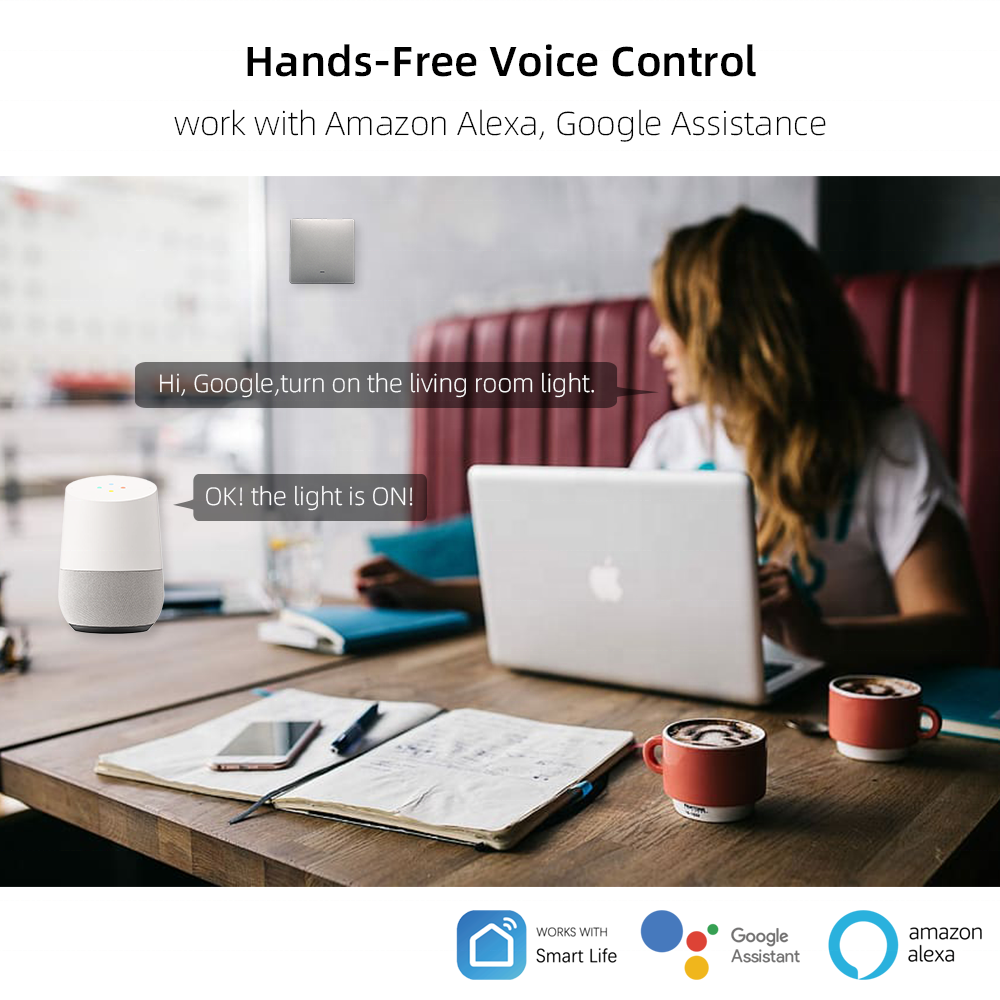 Hands-Free Voice Control
work with Amazon Alexa, Google Assistance
Hi, Google,turn on the living room light.
OK! the light is ON!
PANTONE
WORKS WITH
Smart Life
Google
Assistant
amazon
alexa